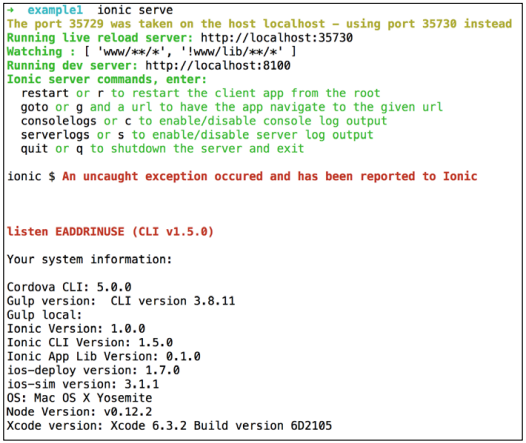 → example1 ionic serve
The port 35729 was taken on the host localhost – using port 35730 instead
Running live reload server: http://localhost:35730
Watching : [ 'www/**/*', '!www/lib/**/*' ]
Running dev server: http://localhost:8100
Ionic server commands, enter:
restart or r to restart the client app from the root
goto or g and a url to have the app navigate to the given url
consolelogs or c to enable/disable console log output
serverlogs or s to enable/disable server log output
quit or q to shutdown the server and exit
ionic $ An uncaught exception occured and has been reported to Ionic
listen EADDRINUSE (CLI v1.5.0)
Your system information:
Cordova CLI: 5.0.0
Gulp version:  CLI version 3.8.11
Gulp local:
Ionic Version: 1.0.0
Ionic CLI Version: 1.5.0
Ionic App Lib Version: 0.1.0
ios-deploy version: 1.7.0
ios-sim version: 3.1.1
OS: Mac OS X Yosemite
Node Version: v0.12.2
Xcode version: Xcode 6.3.2 Build version 6D2105